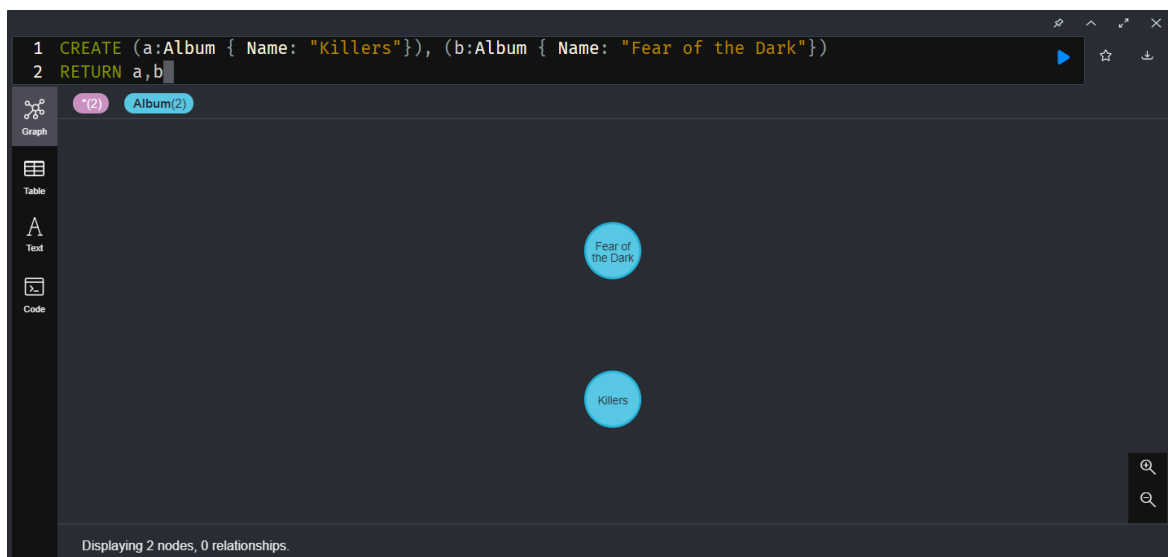 1 CREATE (a:Album { Name: "Killers"}), (b:Album { Name: "Fear of the Dark"})
2 RETURN a,b
*(2) Album(2)
Graph
Table
A
Text
Code
Fear of
the Dark
Killers
Displaying 2 nodes, 0 relationships.